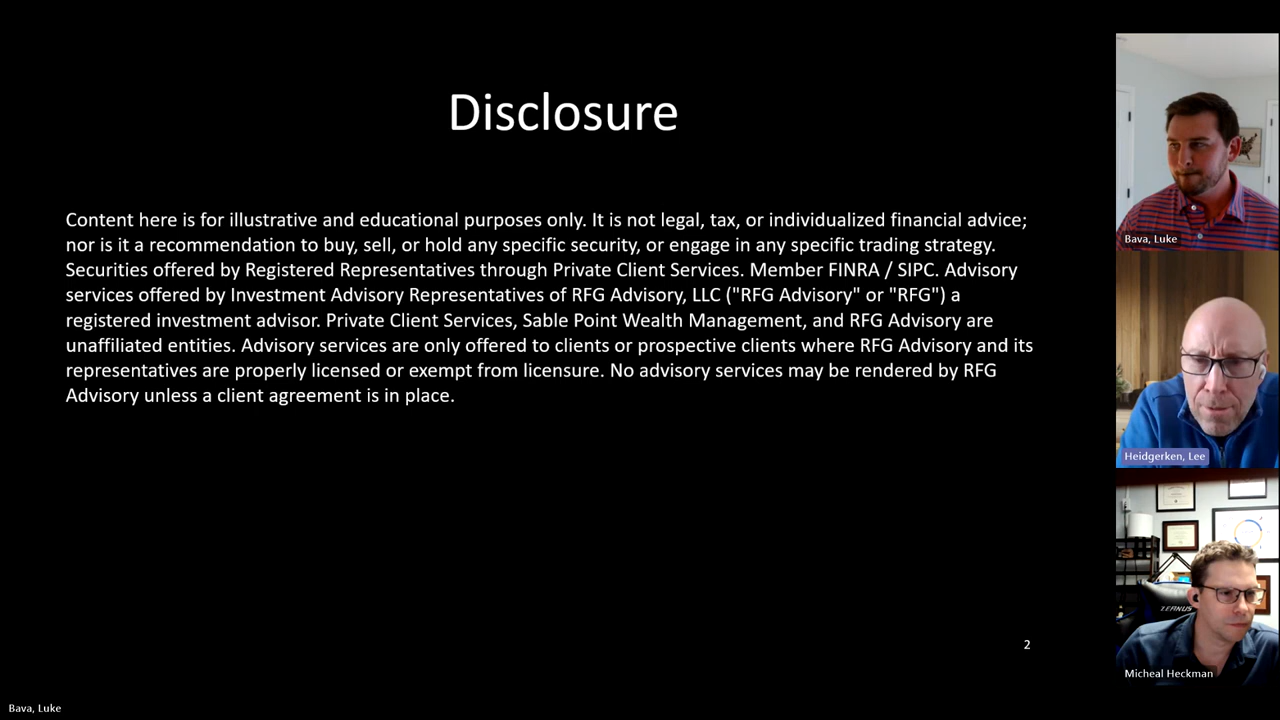 Disclosure
Content here is for illustrative and educational purposes only. It is not legal, tax, or individualized financial advice;
nor is it a recommendation to buy, sell, or hold any specific security, or engage in any specific trading strategy.
Securities offered by Registered Representatives through Private Client Services. Member FINRA / SIPC. Advisory
services offered by Investment Advisory Representatives of RFG Advisory, LLC ("RFG Advisory" or "RFG") a
registered investment advisor. Private Client Services, Sable Point Wealth Management, and RFG Advisory are
unaffiliated entities. Advisory services are only offered to clients or prospective clients where RFG Advisory and its
representatives are properly licensed or exempt from licensure. No advisory services may be rendered by RFG
Advisory unless a client agreement is in place.
2
Bava, Luke
Bava, Luke
Heidgerken, Lee
Micheal Heckman